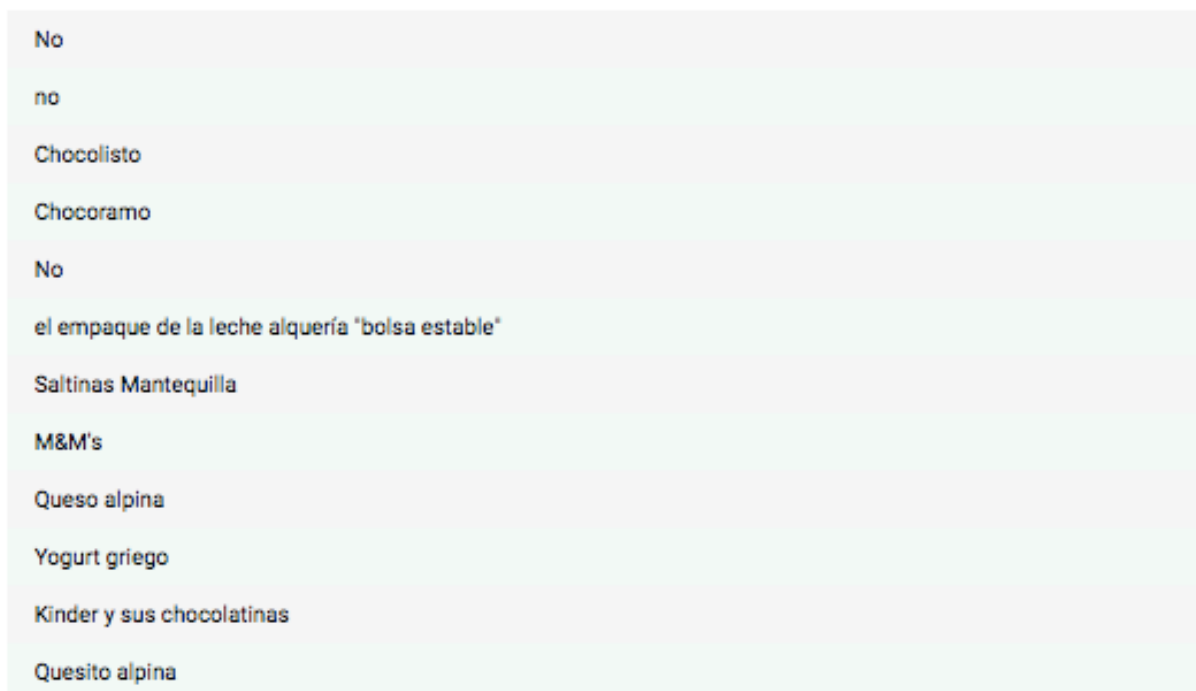 No
no
Chocolisto
Chocoramo
No
el empaque de la leche alquería "bolsa estable"
Saltinas Mantequilla
M&M's
Queso alpina
Yogurt griego
Kinder y sus chocolatinas
Quesito alpina